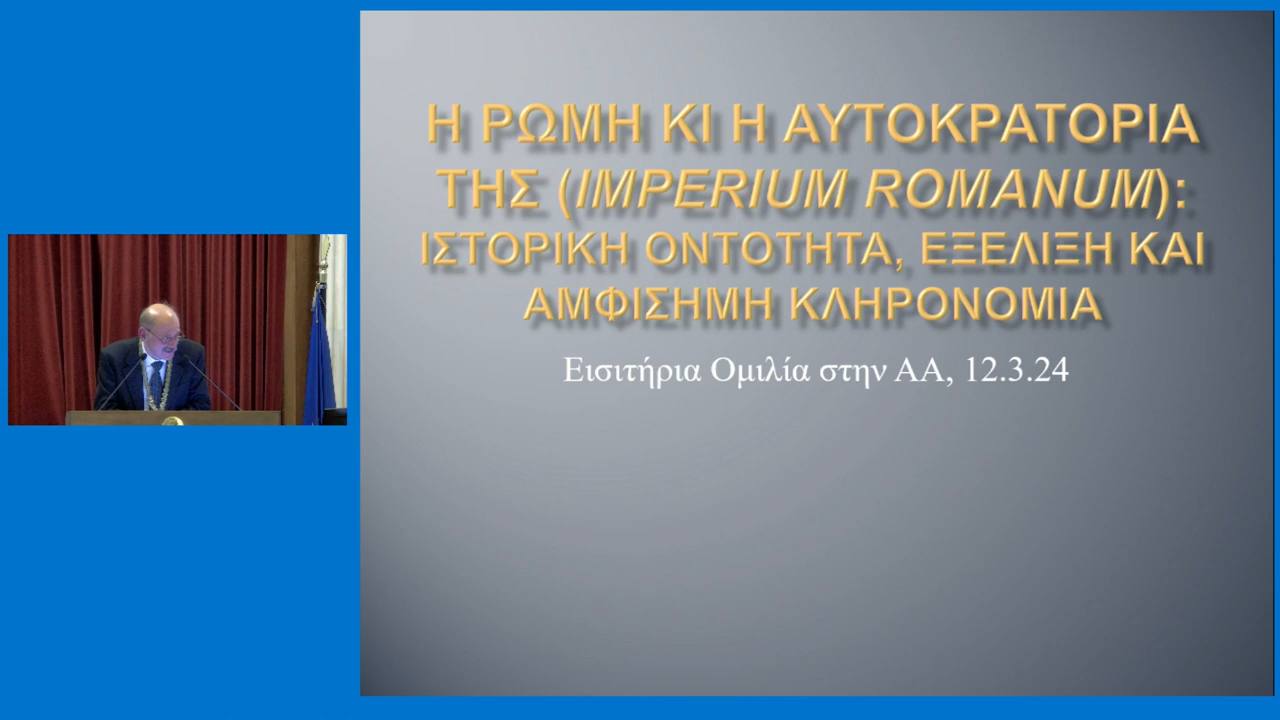 Η ΡΩΜΗ ΚΙ Η ΑΥΤΟΚΡΑΤΟΡΙΑ
ΤΗΣ (IMPERIUM ROMANUM):
ΙΣΤΟΡΙΚΗ ΟΝΤΟΤΗΤΑ, ΕΞΕΛΙΞΗ ΚΑΙ
ΑΜΦΙΣΗΜΗ ΚΛΗΡΟΝΟΜΙΑ
Εισιτήρια Ομιλία στην ΑΑ, 12.3.24